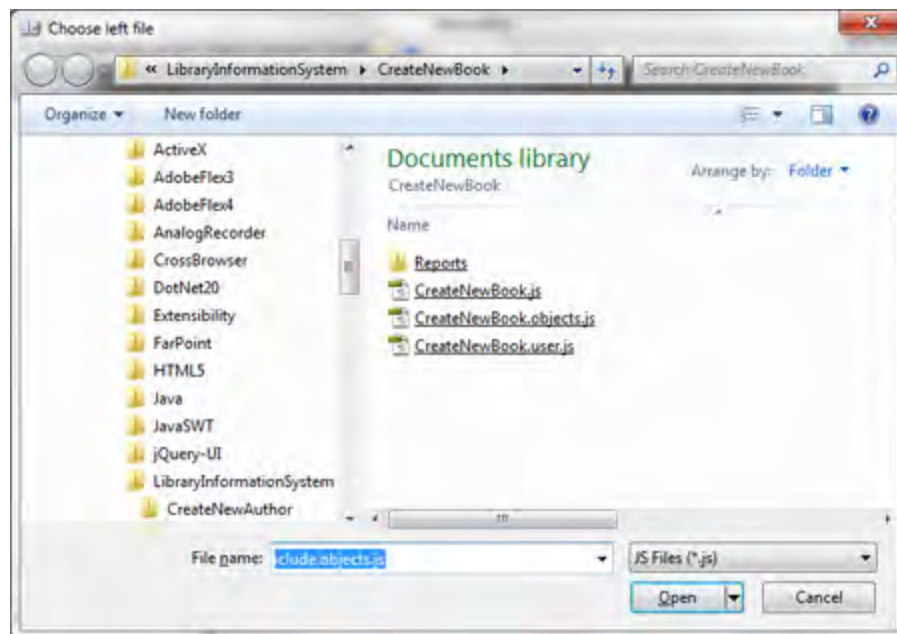 Choose left file
« LibraryInformationSystem ▸ CreateNewBook ▸ Search CreateNewBook
Organize ▾ New folder
ActiveX
AdobeFlex3
AdobeFlex4
AnalogRecorder
CrossBrowser
DotNet20
Extensibility
FarPoint
HTML5
Java
JavaSWT
jQuery-UI
LibraryInformationSystem
CreateNewAuthor
Documents library
CreateNewBook
Arrange by: Folder ▾
Name
Reports
CreateNewBook.js
CreateNewBook.objects.js
CreateNewBook.user.js
File name: clude.objects.js JS Files (*.js)
Open Cancel